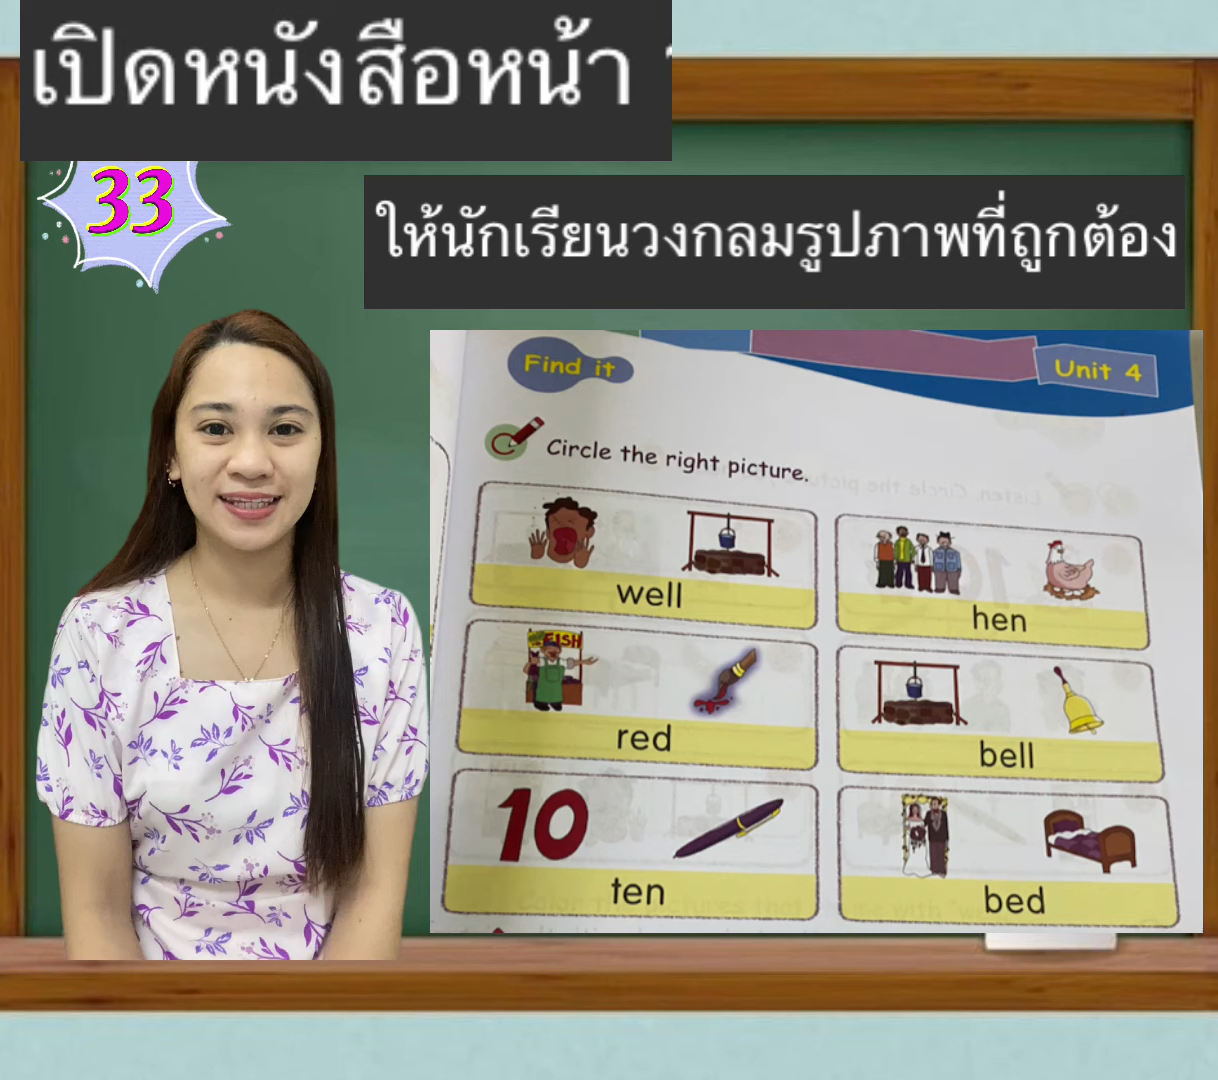 เปิดหนังสือหน้า
33
ให้นักเรียนวงกลมรูปภาพที่ถูกต้อง
Find it
Unit 4
Circle the right picture.
well
hen
FISH
red
bell
10
ten
bed